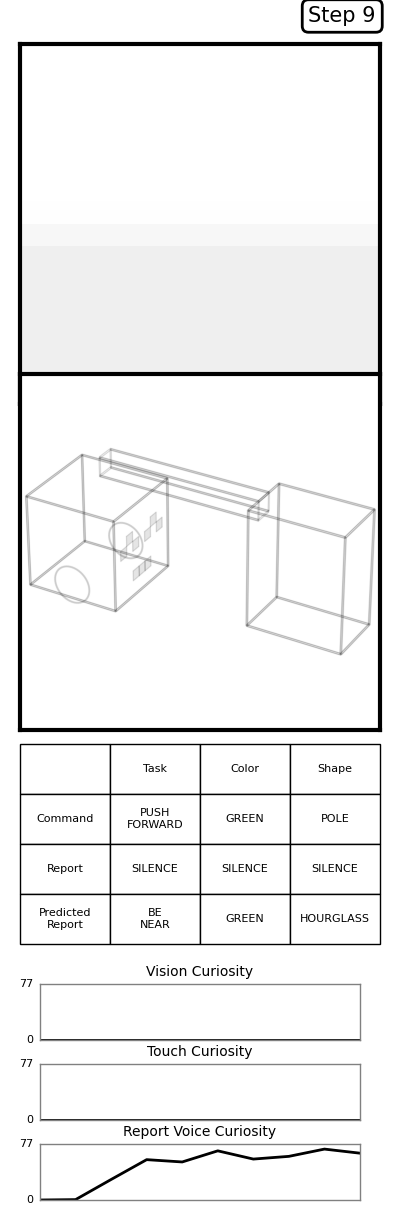 Step 9
Task Color Shape
Command PUSH FORWARD GREEN POLE
Report SILENCE SILENCE SILENCE
Predicted Report BE NEAR GREEN HOURGLASS
Vision Curiosity
77
0
Touch Curiosity
77
0
Report Voice Curiosity
77
0